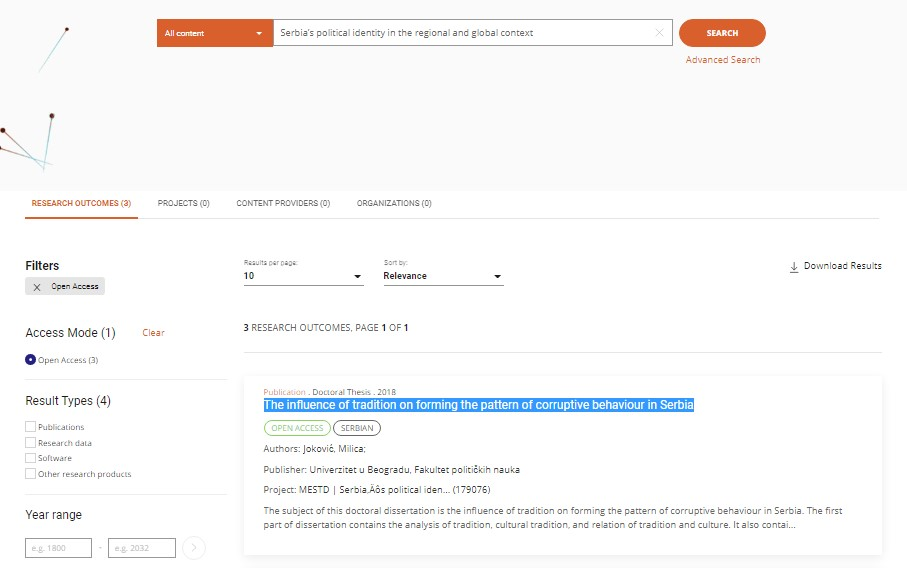 All content
Serbia's political identity in the regional and global context
SEARCH
Advanced Search
RESEARCH OUTCOMES (3) PROJECTS (0) CONTENT PROVIDERS (0) ORGANIZATIONS (0)
Filters
Open Access
Results per page:
10
Sort by:
Relevance
Download Results
3 RESEARCH OUTCOMES, PAGE 1 OF 1
Access Mode (1) Clear
Open Access (3)
Result Types (4)
Publications
Research data
Software
Other research products
Year range
e.g. 1800 - e.g. 2032
Publication . Doctoral Thesis . 2018
The influence of tradition on forming the pattern of corruptive behaviour in Serbia
OPEN ACCESS SERBIAN
Authors: Joković, Milica;
Publisher: Univerzitet u Beogradu, Fakultet političkih nauka
Project: MESTD | Serbia‚Äôs political iden... (179076)
The subject of this doctoral dissertation is the influence of tradition on forming the pattern of corruptive behaviour in Serbia. The first
part of dissertation contains the analysis of tradition, cultural tradition, and relation of tradition and culture. It also contai...